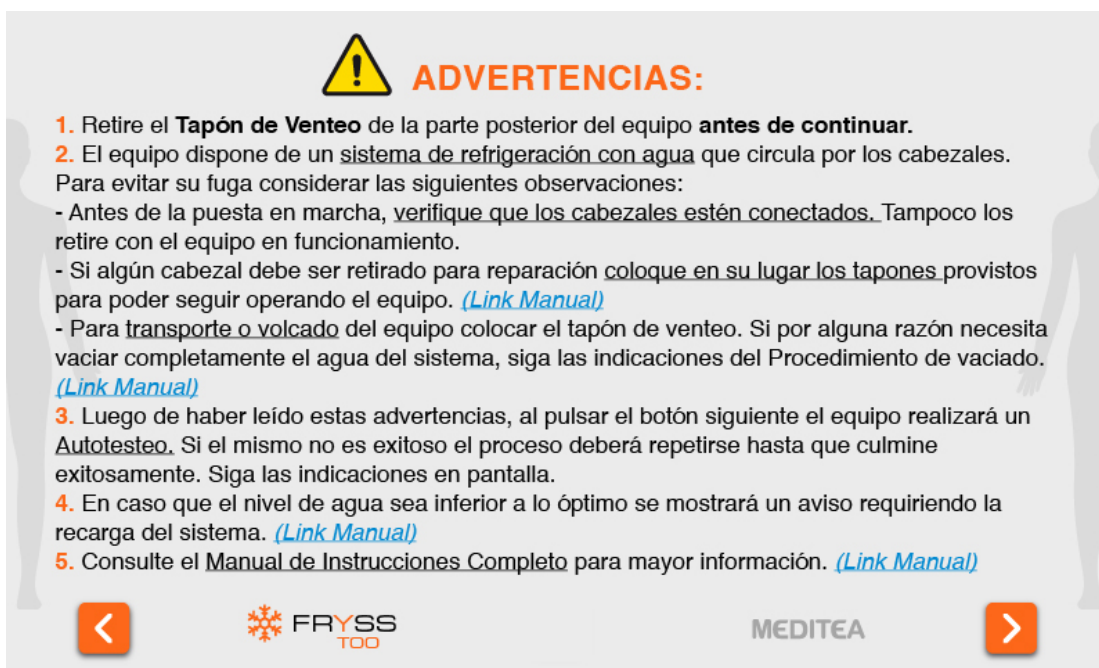 ADVERTENCIAS:
1. Retire el Tapón de Venteo de la parte posterior del equipo antes de continuar.
2. El equipo dispone de un sistema de refrigeración con agua que circula por los cabezales.
Para evitar su fuga considerar las siguientes observaciones:
- Antes de la puesta en marcha, verifique que los cabezales estén conectados. Tampoco los
retire con el equipo en funcionamiento.
- Si algún cabezal debe ser retirado para reparación coloque en su lugar los tapones provistos
para poder seguir operando el equipo. (Link Manual)
- Para transporte o volcado del equipo colocar el tapón de venteo. Si por alguna razón necesita
vaciar completamente el agua del sistema, siga las indicaciones del Procedimiento de vaciado.
(Link Manual)
3. Luego de haber leído estas advertencias, al pulsar el botón siguiente el equipo realizará un
Autotesteo. Si el mismo no es exitoso el proceso deberá repetirse hasta que culmine
exitosamente. Siga las indicaciones en pantalla.
4. En caso que el nivel de agua sea inferior a lo óptimo se mostrará un aviso requiriendo la
recarga del sistema. (Link Manual)
5. Consulte el Manual de Instrucciones Completo para mayor información. (Link Manual)
FRYSS
TOO
MEDITEA